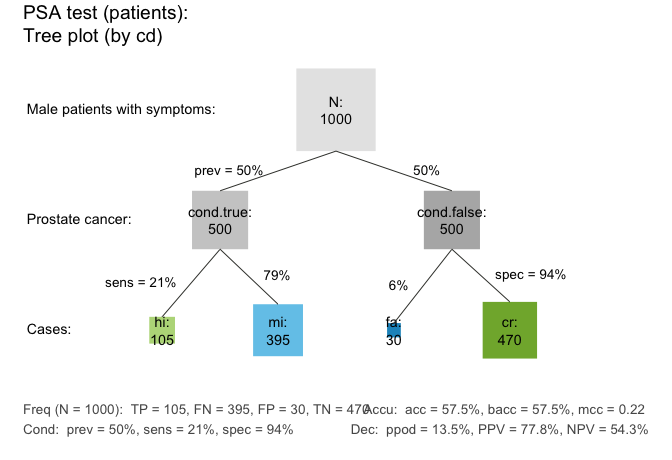 PSA test (patients):
Tree plot (by cd)
N:
Male patients with symptoms:
1000
prev = 50%
50%
Prostate cancer:
cond.true:
500
cond.false:
500
sens = 21%
79%
6%
spec = 94%
Cases:
hi:
105
mi:
395
fa:
30
cr:
470
Freq (N = 1000):  TP = 105, FN = 395, FP = 30, TN = 470
Accu:  acc = 57.5%, bacc = 57.5%, mcc = 0.22
Cond:  prev = 50%, sens = 21%, spec = 94%
Dec:  ppod = 13.5%, PPV = 77.8%, NPV = 54.3%